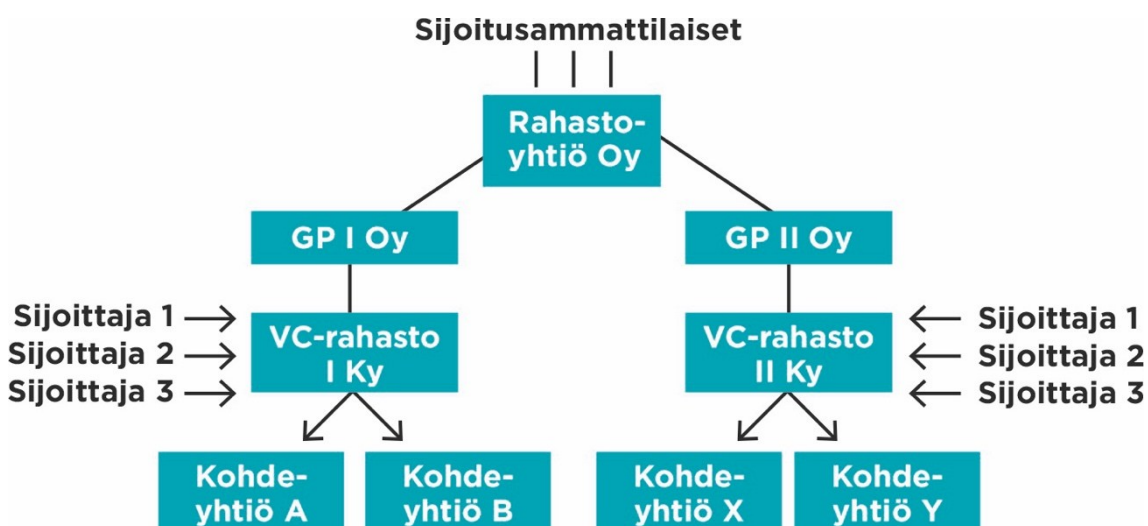 Sijoitusammattilaiset
Rahasto-
yhtiö Oy
GP I Oy
GP II Oy
Sijoittaja 1
Sijoittaja 2
Sijoittaja 3
VC-rahasto
I Ky
VC-rahasto
II Ky
Sijoittaja 1
Sijoittaja 2
Sijoittaja 3
Kohde-
yhtiö A
Kohde-
yhtiö B
Kohde-
yhtiö X
Kohde-
yhtiö Y